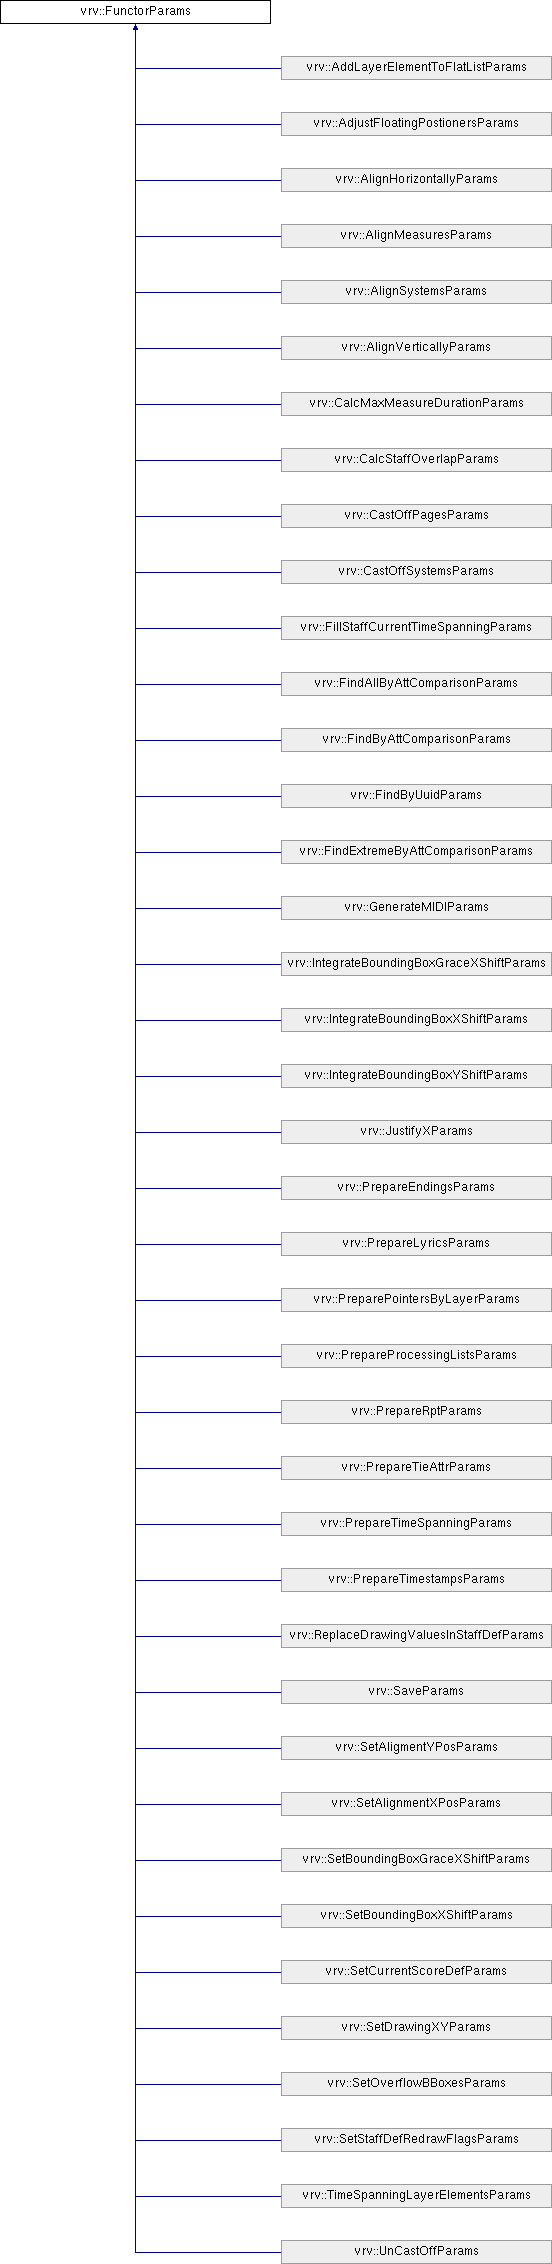 vrv::FunctorParams
vrv::AddLayerElementToFlatListParams
vrv::AdjustFloatingPostionersParams
vrv::AlignHorizontallyParams
vrv::AlignMeasuresParams
vrv::AlignSystemsParams
vrv::AlignVerticallyParams
vrv::CalcMaxMeasureDurationParams
vrv::CalcStaffOverlapParams
vrv::CastOffPagesParams
vrv::CastOffSystemsParams
vrv::FillStaffCurrentTimeSpanningParams
vrv::FindAllByAttComparisonParams
vrv::FindByAttComparisonParams
vrv::FindByUuidParams
vrv::FindExtremeByAttComparisonParams
vrv::GenerateMIDIParams
vrv::IntegrateBoundingBoxGraceXShiftParams
vrv::IntegrateBoundingBoxXShiftParams
vrv::IntegrateBoundingBoxYShiftParams
vrv::JustifyXParams
vrv::PrepareEndingsParams
vrv::PrepareLyricsParams
vrv::PreparePointersByLayerParams
vrv::PrepareProcessingListsParams
vrv::PrepareRptParams
vrv::PrepareTieAttrParams
vrv::PrepareTimeSpanningParams
vrv::PrepareTimestampsParams
vrv::ReplaceDrawingValuesInStaffDefParams
vrv::SaveParams
vrv::SetAligmentYPosParams
vrv::SetAlignmentXPosParams
vrv::SetBoundingBoxGraceXShiftParams
vrv::SetBoundingBoxXShiftParams
vrv::SetCurrentScoreDefParams
vrv::SetDrawingXYParams
vrv::SetOverflowBBoxesParams
vrv::SetStaffDefRedrawFlagsParams
vrv::TimeSpanningLayerElementsParams
vrv::UnCastOffParams